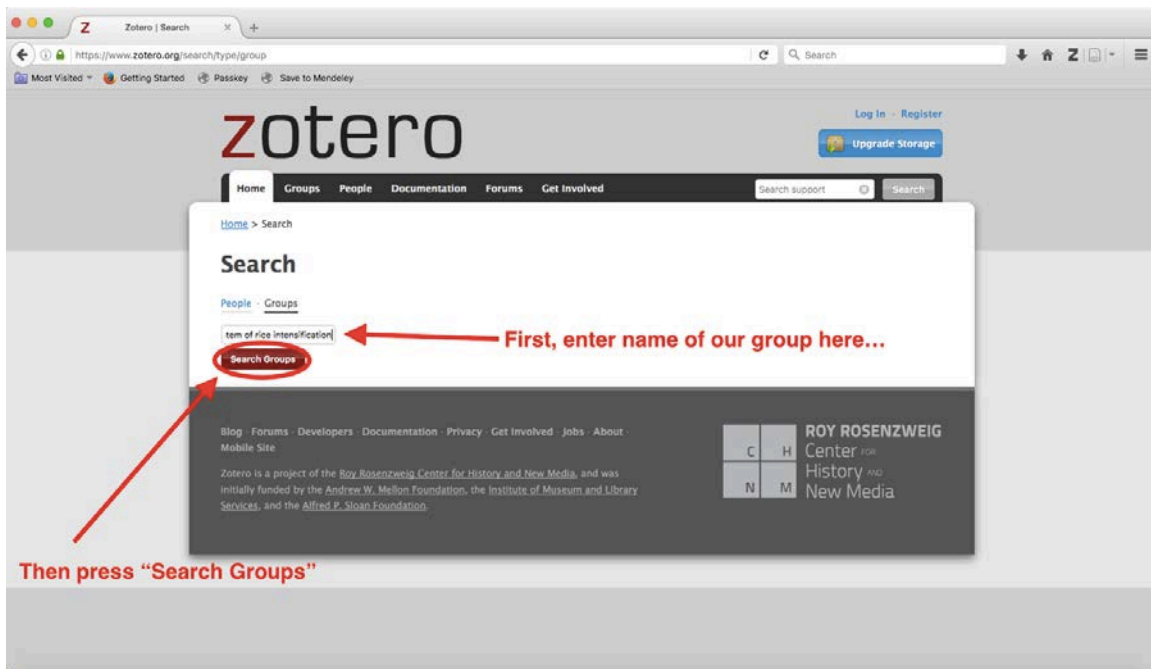 Zotero | Search
https://www.zotero.org/search/type/group
Search
Most Visited
Getting Started
Passkey
Save to Mendeley
zotero
Log In · Register
Upgrade Storage
Home Groups People Documentation Forums Get Involved
Search support
Search
Home > Search
Search
People · Groups
tem of rice intensification
First, enter name of our group here...
Search Groups
Blog · Forums · Developers · Documentation · Privacy · Get Involved · Jobs · About ·
Mobile Site
Zotero is a project of the Roy Rosenzweig Center for History and New Media, and was
initially funded by the Andrew W. Mellon Foundation, the Institute of Museum and Library
Services, and the Alfred P. Sloan Foundation.
C H
N M
ROY ROSENZWEIG
Center FOR
History AND
New Media
Then press “Search Groups”